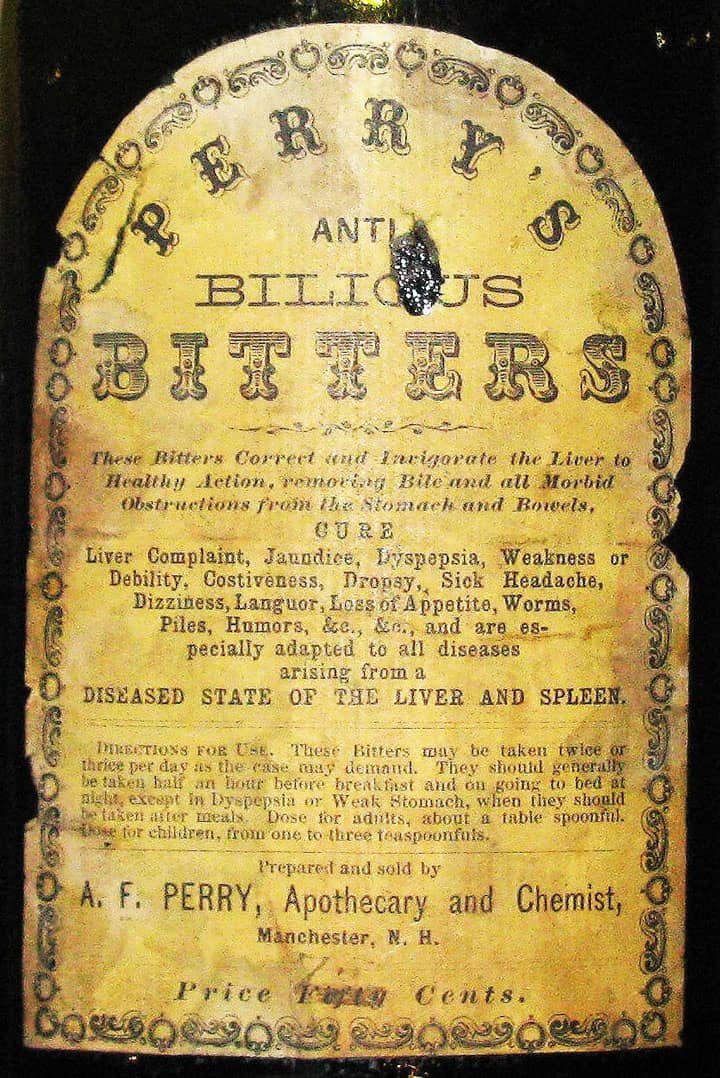 PERRY'S
ANTI
BILIOUS
BITTERS
These Bitters Correct and Invigorate the Liver to
Healthy Action, removing Bile and all Morbid
Obstructions from the Stomach and Bowels.
CURE
Liver Complaint, Jaundice, Dyspepsia, Weakness or
Debility, Costiveness, Dropsy, Sick Headache,
Dizziness, Languor, Loss of Appetite, Worms,
Piles, Humors, &c., &c., and are es-
pecially adapted to all diseases
arising from a
DISEASED STATE OF THE LIVER AND SPLEEN.
DIRECTIONS FOR USE. These Bitters may be taken twice or
thrice per day as the case may demand. They should generally
be taken half an hour before breakfast and on going to bed at
night, except in Dyspepsia or Weak Stomach, when they should
be taken after meals. Dose for adults, about a table spoonful.
Dose for children, from one to three teaspoonfuls.
Prepared and sold by
A. F. PERRY, Apothecary and Chemist,
Manchester, N. H.
Price Fifty Cents.